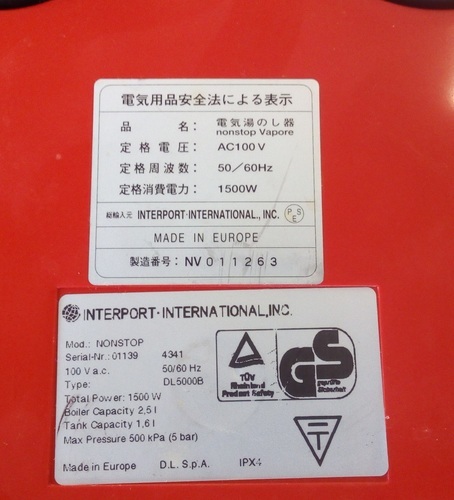 電気用品安全法による表示
品 名： 電気湯のし器
nonstop Vapore
定格電圧： AC100V
定格周波数： 50／60Hz
定格消費電力： 1500W
総輸入元 INTERPORT·INTERNATIONAL., INC. PSE
MADE IN EUROPE
製造番号： NV011263
INTERPORT·INTERNATIONAL,INC.
Mod.: NONSTOP
Serial-Nr.: 01139 4341
100 V a.c. 50/60 Hz
Type: DL5000B
Total Power: 1500 W
Boiler Capacity 2,5 l
Tank Capacity 1,6 l
Max Pressure 500 kPa (5 bar)
Made in Europe D.L. S.p.A. IPX4
TÜV
Rheinland
Product Safety
GS
geprüfte
Sicherheit